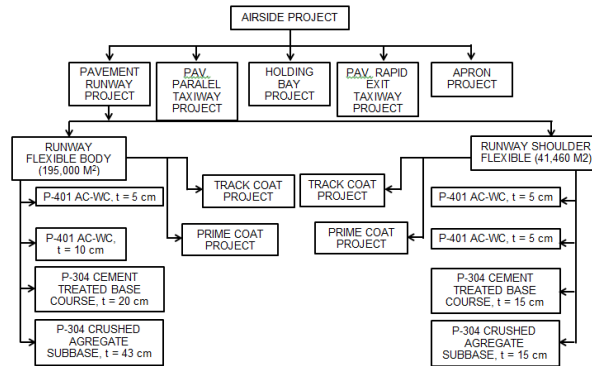 AIRSIDE PROJECT
PAVEMENT
RUNWAY
PROJECT
PAV.
PARALEL
TAXIWAY
PROJECT
HOLDING
BAY
PROJECT
PAV. RAPID
EXIT
TAXIWAY
PROJECT
APRON
PROJECT
RUNWAY
FLEXIBLE BODY
(195,000 M²)
RUNWAY SHOULDER
FLEXIBLE (41,460 M2)
TRACK COAT
PROJECT
TRACK COAT
PROJECT
P-401 AC-WC, t = 5 cm
P-401 AC-WC, t = 5 cm
PRIME COAT
PROJECT
PRIME COAT
PROJECT
P-401 AC-WC,
t = 10 cm
P-401 AC-WC, t = 5 cm
P-304 CEMENT
TREATED BASE
COURSE, t = 20 cm
P-304 CEMENT
TREATED BASE
COURSE, t = 15 cm
P-304 CRUSHED
AGREGATE
SUBBASE, t = 43 cm
P-304 CRUSHED
AGREGATE
SUBBASE, t = 15 cm